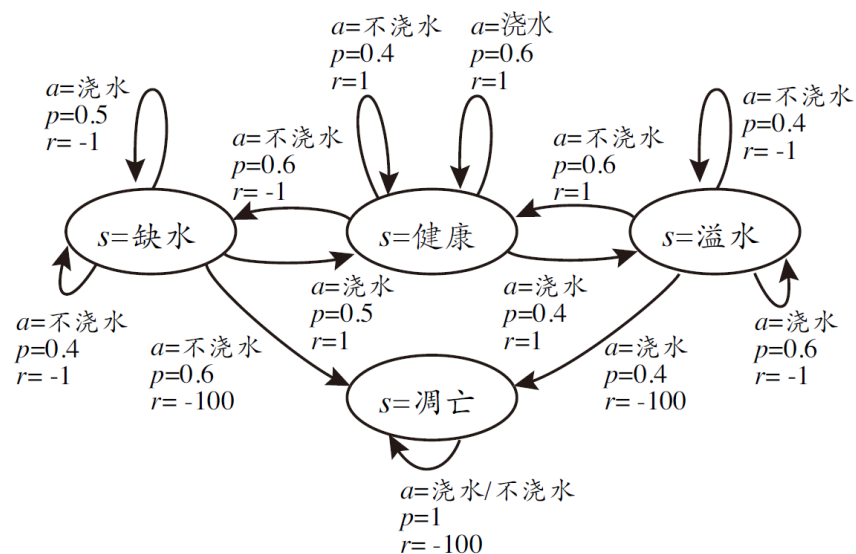 a=不浇水
p=0.4
r=1
a=浇水
p=0.6
r=1
a=浇水
p=0.5
r= -1
a=不浇水
p=0.6
r= -1
a=不浇水
p=0.6
r=1
a=不浇水
p=0.4
r= -1
s=缺水
s=健康
s=溢水
a=不浇水
p=0.4
r= -1
a=不浇水
p=0.6
r= -100
a=浇水
p=0.5
r=1
a=浇水
p=0.4
r=1
a=浇水
p=0.4
r= -100
a=浇水
p=0.6
r= -1
s=凋亡
a=浇水/不浇水
p=1
r= -100